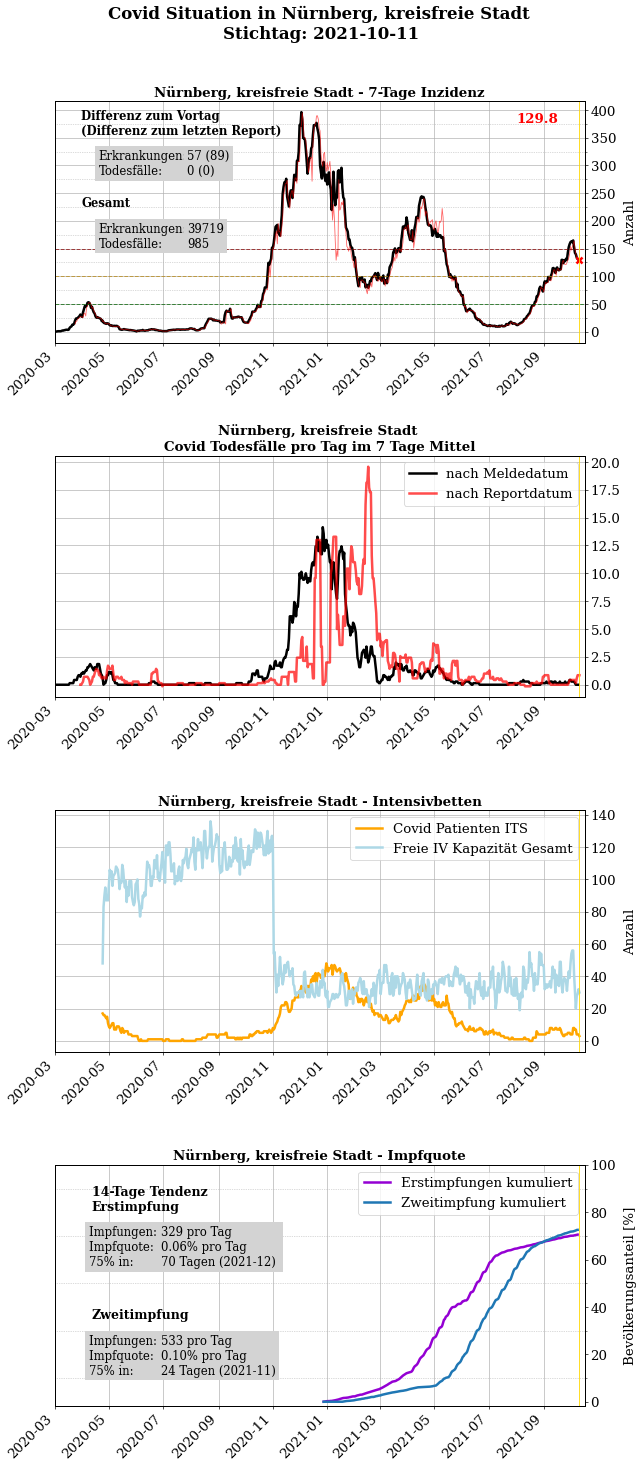 Covid Situation in Nürnberg, kreisfreie Stadt
Stichtag: 2021-10-11
Nürnberg, kreisfreie Stadt - 7-Tage Inzidenz
Differenz zum Vortag
(Differenz zum letzten Report)
Erkrankungen 57 (89)
Todesfälle: 0 (0)
Gesamt
Erkrankungen 39719
Todesfälle: 985
129.8
400
350
300
250
200
150
100
50
0
Anzahl
2020-03
2020-05
2020-07
2020-09
2020-11
2021-01
2021-03
2021-05
2021-07
2021-09
Nürnberg, kreisfreie Stadt
Covid Todesfälle pro Tag im 7 Tage Mittel
nach Meldedatum
nach Reportdatum
20.0
17.5
15.0
12.5
10.0
7.5
5.0
2.5
0.0
2020-03
2020-05
2020-07
2020-09
2020-11
2021-01
2021-03
2021-05
2021-07
2021-09
Nürnberg, kreisfreie Stadt - Intensivbetten
Covid Patienten ITS
Freie IV Kapazität Gesamt
140
120
100
80
60
40
20
0
Anzahl
2020-03
2020-05
2020-07
2020-09
2020-11
2021-01
2021-03
2021-05
2021-07
2021-09
Nürnberg, kreisfreie Stadt - Impfquote
14-Tage Tendenz
Erstimpfung
Impfungen: 329 pro Tag
Impfquote: 0.06% pro Tag
75% in: 70 Tagen (2021-12)
Zweitimpfung
Impfungen: 533 pro Tag
Impfquote: 0.10% pro Tag
75% in: 24 Tagen (2021-11)
Erstimpfungen kumuliert
Zweitimpfung kumuliert
100
80
60
40
20
0
Bevölkerungsanteil [%]
2020-03
2020-05
2020-07
2020-09
2020-11
2021-01
2021-03
2021-05
2021-07
2021-09